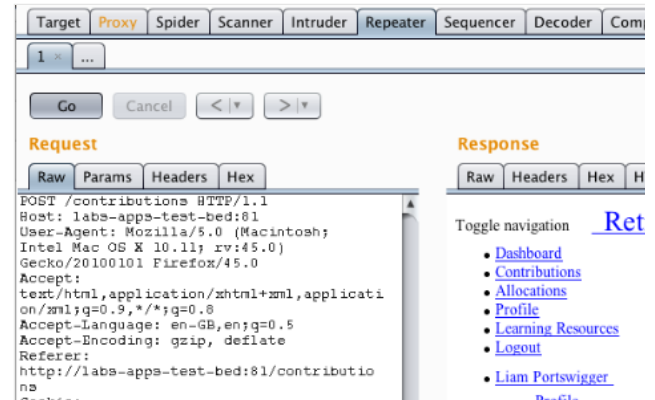 Target Proxy Spider Scanner Intruder Repeater Sequencer Decoder
1 × ...
Go Cancel < ▾ > ▾
Request
Raw Params Headers Hex
POST /contributions HTTP/1.1
Host: labs-apps-test-bed:81
User-Agent: Mozilla/5.0 (Macintosh;
Intel Mac OS X 10.11; rv:45.0)
Gecko/20100101 Firefox/45.0
Accept:
text/html,application/xhtml+xml,applicati
on/xml;q=0.9,*/*;q=0.8
Accept-Language: en-GB,en;q=0.5
Accept-Encoding: gzip, deflate
Referer:
http://labs-apps-test-bed:81/contributio
ns
Response
Raw Headers Hex
Toggle navigation Ret
Dashboard
Contributions
Allocations
Profile
Learning Resources
Logout
Liam Portswigger
Profile